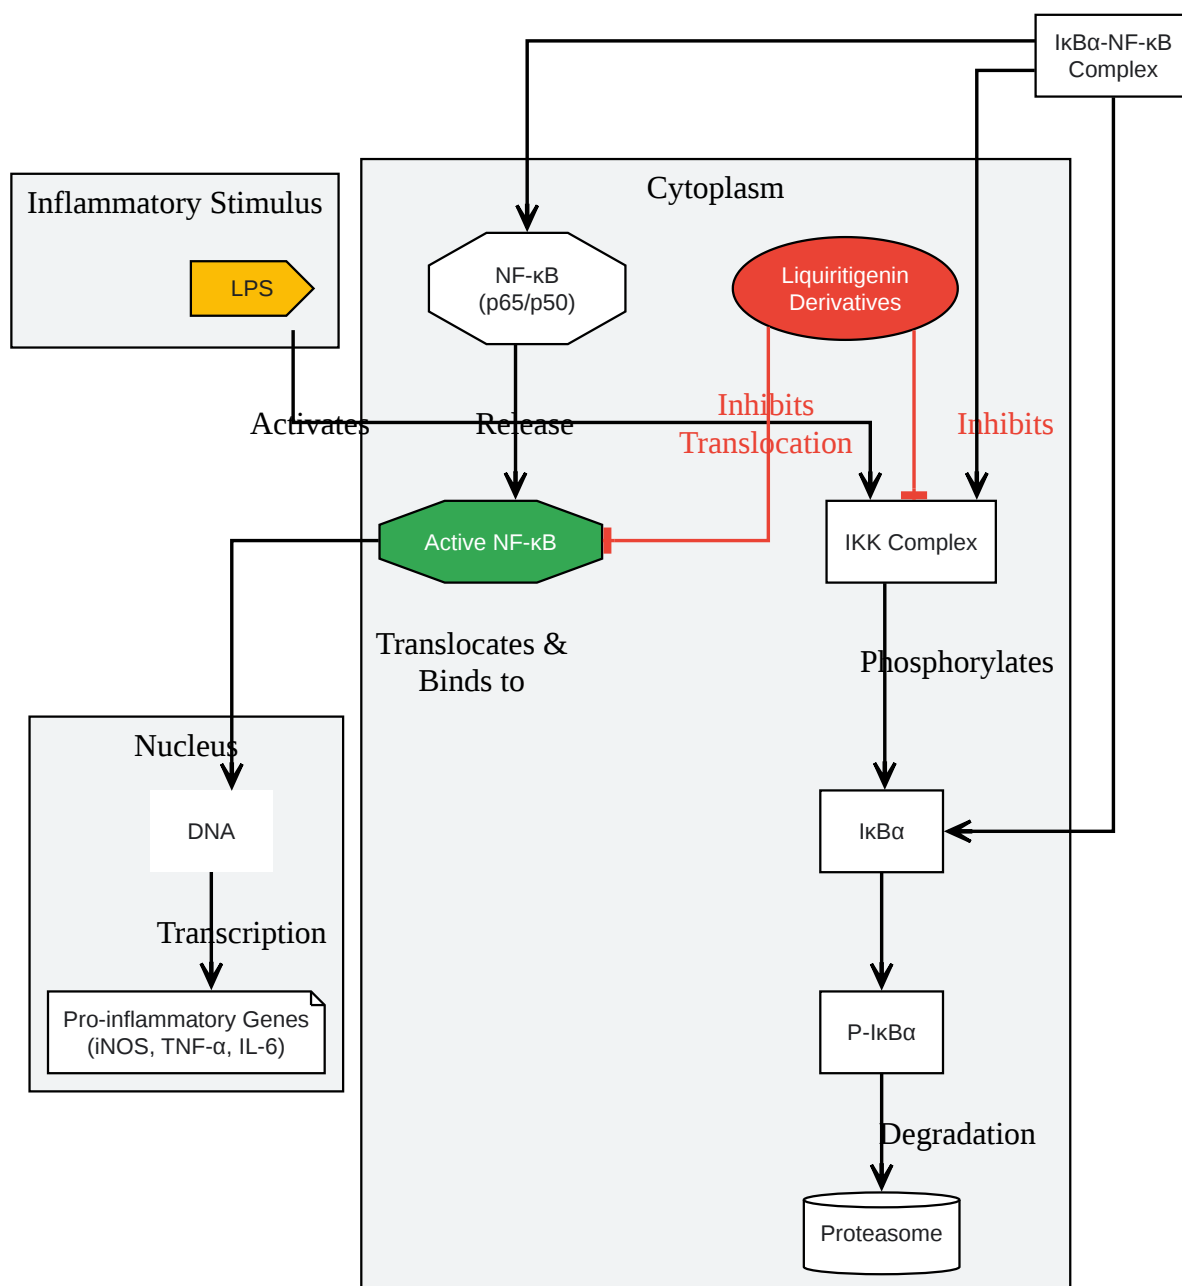 IκBα-NF-κB
Complex
Cytoplasm
Inflammatory Stimulus
LPS
NF-κB
(p65/p50)
Liquiritigenin
Derivatives
Activates
Release
Inhibits
Translocation
Inhibits
Active NF-κB
IKK Complex
Translocates &
Binds to
Phosphorylates
Nucleus
DNA
IκBα
Transcription
Pro-inflammatory Genes
(iNOS, TNF-α, IL-6)
P-IκBα
Degradation
Proteasome